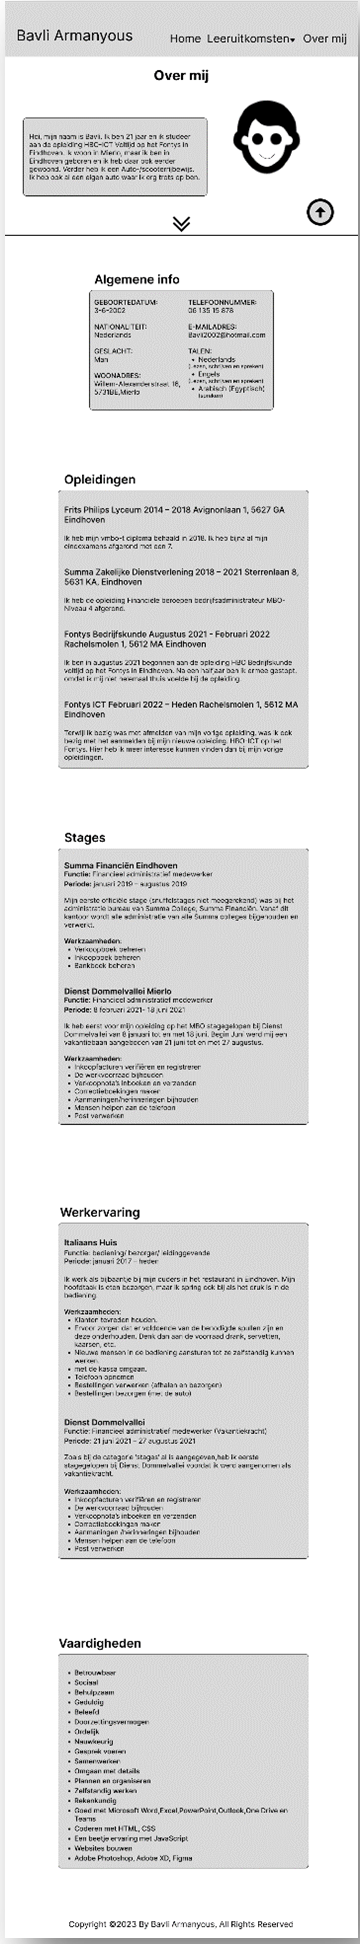 Bavli Armanyous
Home Leeruitkomsten▾ Over mij
Over mij
Hoi, mijn naam is Bavli. Ik ben 21 jaar en ik studeer
aan de opleiding HBO-ICT Voltijd op het Fontys in
Eindhoven. Ik woon in Mierlo, maar ik ben in
Eindhoven geboren en ik heb daar ook eerder
gewoond. Verder heb ik een Auto-/scooterrijbewijs.
Ik heb ook al een eigen auto waar ik erg trots op ben.
Algemene info
GEBOORTEDATUM:
3-6-2002
NATIONALITEIT:
Nederlands
GESLACHT:
Man
WOONADRES:
Willem-Alexanderstraat 16,
5731BE,Mierlo
TELEFOONNUMMER:
06 135 15 878
E-MAILADRES:
Bavli2002@hotmail.com
TALEN:
• Nederlands
(Lezen, schrijven en spreken)
• Engels
(Lezen, schrijven en spreken)
• Arabisch (Egyptisch)
(spreken)
Opleidingen
Frits Philips Lyceum 2014 – 2018 Avignonlaan 1, 5627 GA
Eindhoven
Ik heb mijn vmbo-t diploma behaald in 2018. Ik heb bijna al mijn
eindexamens afgerond met een 7.
Summa Zakelijke Dienstverlening 2018 – 2021 Sterrenlaan 8,
5631 KA, Eindhoven
Ik heb de opleiding Financiele beroepen bedrijfsadministrateur MBO-
Niveau 4 afgerond.
Fontys Bedrijfskunde Augustus 2021 - Februari 2022
Rachelsmolen 1, 5612 MA Eindhoven
Ik ben in augustus 2021 begonnen aan de opleiding HBO Bedrijfskunde
voltijd op het Fontys in Eindhoven. Na een half jaar ben ik ermee gestopt,
omdat ik mij niet helemaal thuis voelde bij de opleiding.
Fontys ICT Februari 2022 – Heden Rachelsmolen 1, 5612 MA
Eindhoven
Terwijl ik bezig was met afmelden van mijn vorige opleiding, was ik ook
bezig met het aanmelden bij mijn nieuwe opleiding. HBO-ICT op het
Fontys. Hier heb ik meer interesse kunnen vinden dan bij mijn vorige
opleidingen.
Stages
Summa Financiën Eindhoven
Functie: Financieel administratief medewerker
Periode: januari 2019 – augustus 2019
Mijn eerste officiële stage (snuffelstages niet meegerekend) was bij het
administratie bureau van Summa College, Summa Financiën. Vanaf dit
kantoor wordt alle administratie van alle Summa colleges bijgehouden en
verwerkt.
Werkzaamheden:
• Verkoopboek beheren
• Inkoopboek beheren
• Bankboek beheren
Dienst Dommelvallei Mierlo
Functie: Financieel administratief medewerker
Periode: 8 februari 2021- 18 juni 2021
Ik heb eerst voor mijn opleiding op het MBO stagegelopen bij Dienst
Dommelvallei van 8 januari tot en met 18 juni. Begin Juni werd mij een
vakantiebaan aangeboden van 21 juni tot en met 27 augustus.
Werkzaamheden:
• Inkoopfacturen verifiëren en registreren
• De werkvoorraad bijhouden
• Verkoopnota's inboeken en verzenden
• Correctieboekingen maken
• Aanmaningen/herinneringen bijhouden
• Mensen helpen aan de telefoon
• Post verwerken
Werkervaring
Italiaans Huis
Functie: bediening/ bezorger/ leidinggevende
Periode: januari 2017 – heden
Ik werk als bijbaantje bij mijn ouders in het restaurant in Eindhoven. Mijn
hoofdtaak is eten bezorgen, maar ik spring ook bij als het druk is in de
bediening.
Werkzaamheden:
• Klanten tevreden houden.
• Ervoor zorgen dat er voldoende van de benodigde spullen zijn en
deze onderhouden. Denk dan aan de voorraad drank, servetten,
kaarsen, etc.
• Nieuwe mensen in de bediening aansturen tot ze zelfstandig kunnen
werken.
• met de kassa omgaan.
• Telefoon opnemen
• Bestellingen verwerken (afhalen en bezorgen)
• Bestellingen bezorgen (met de auto)
Dienst Dommelvallei
Functie: Financieel administratief medewerker (Vakantiekracht)
Periode: 21 juni 2021 – 27 augustus 2021
Zoals bij de categorie 'stages' al is aangegeven,heb ik eerste
stagegelopen bij Dienst Dommelvallei voordat ik werd aangenomen als
vakantiekracht.
Werkzaamheden:
• Inkoopfacturen verifiëren en registreren
• De werkvoorraad bijhouden
• Verkoopnota's inboeken en verzenden
• Correctieboekingen maken
• Aanmaningen /herinneringen bijhouden
• Mensen helpen aan de telefoon
• Post verwerken
Vaardigheden
• Betrouwbaar
• Sociaal
• Behulpzaam
• Geduldig
• Beleefd
• Doorzettingsvermogen
• Ordelijk
• Nauwkeurig
• Gesprek voeren
• Samenwerken
• Omgaan met details
• Plannen en organiseren
• Zelfstandig werken
• Rekenkundig
• Goed met Microsoft Word,Excel,PowerPoint,Outlook,One Drive en
Teams
• Coderen met HTML, CSS
• Een beetje ervaring met JavaScript
• Websites bouwen
• Adobe Photoshop, Adobe XD, Figma
Copyright ©2023 By Bavli Armanyous, All Rights Reserved